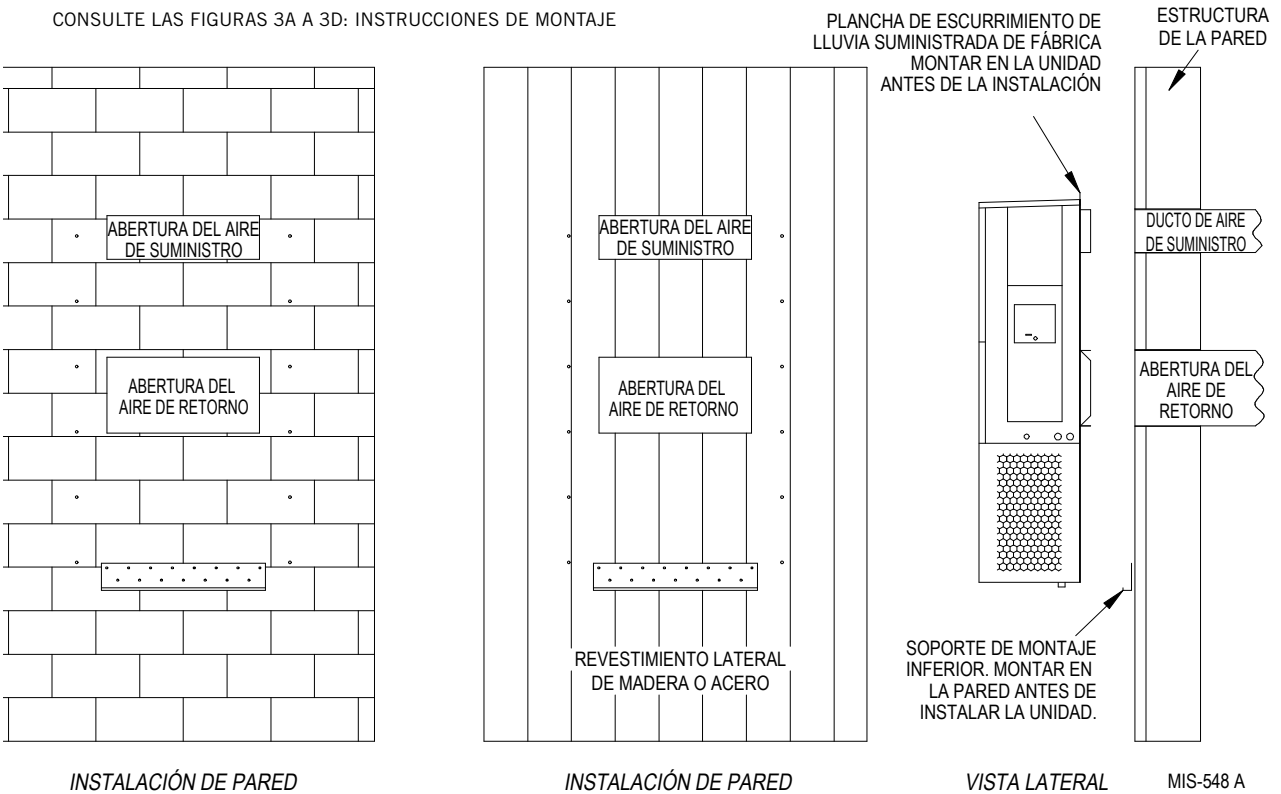 CONSULTE LAS FIGURAS 3A A 3D: INSTRUCCIONES DE MONTAJE
PLANCHA DE ESCURRIMIENTO DE
LLUVIA SUMINISTRADA DE FÁBRICA
MONTAR EN LA UNIDAD
ANTES DE LA INSTALACIÓN
ESTRUCTURA
DE LA PARED
ABERTURA DEL AIRE
DE SUMINISTRO
ABERTURA DEL
AIRE DE RETORNO
ABERTURA DEL AIRE
DE SUMINISTRO
ABERTURA DEL
AIRE DE RETORNO
REVESTIMIENTO LATERAL
DE MADERA O ACERO
DUCTO DE AIRE
DE SUMINISTRO
ABERTURA DEL
AIRE DE
RETORNO
SOPORTE DE MONTAJE
INFERIOR. MONTAR EN
LA PARED ANTES DE
INSTALAR LA UNIDAD.
INSTALACIÓN DE PARED
INSTALACIÓN DE PARED
VISTA LATERAL
MIS-548 A